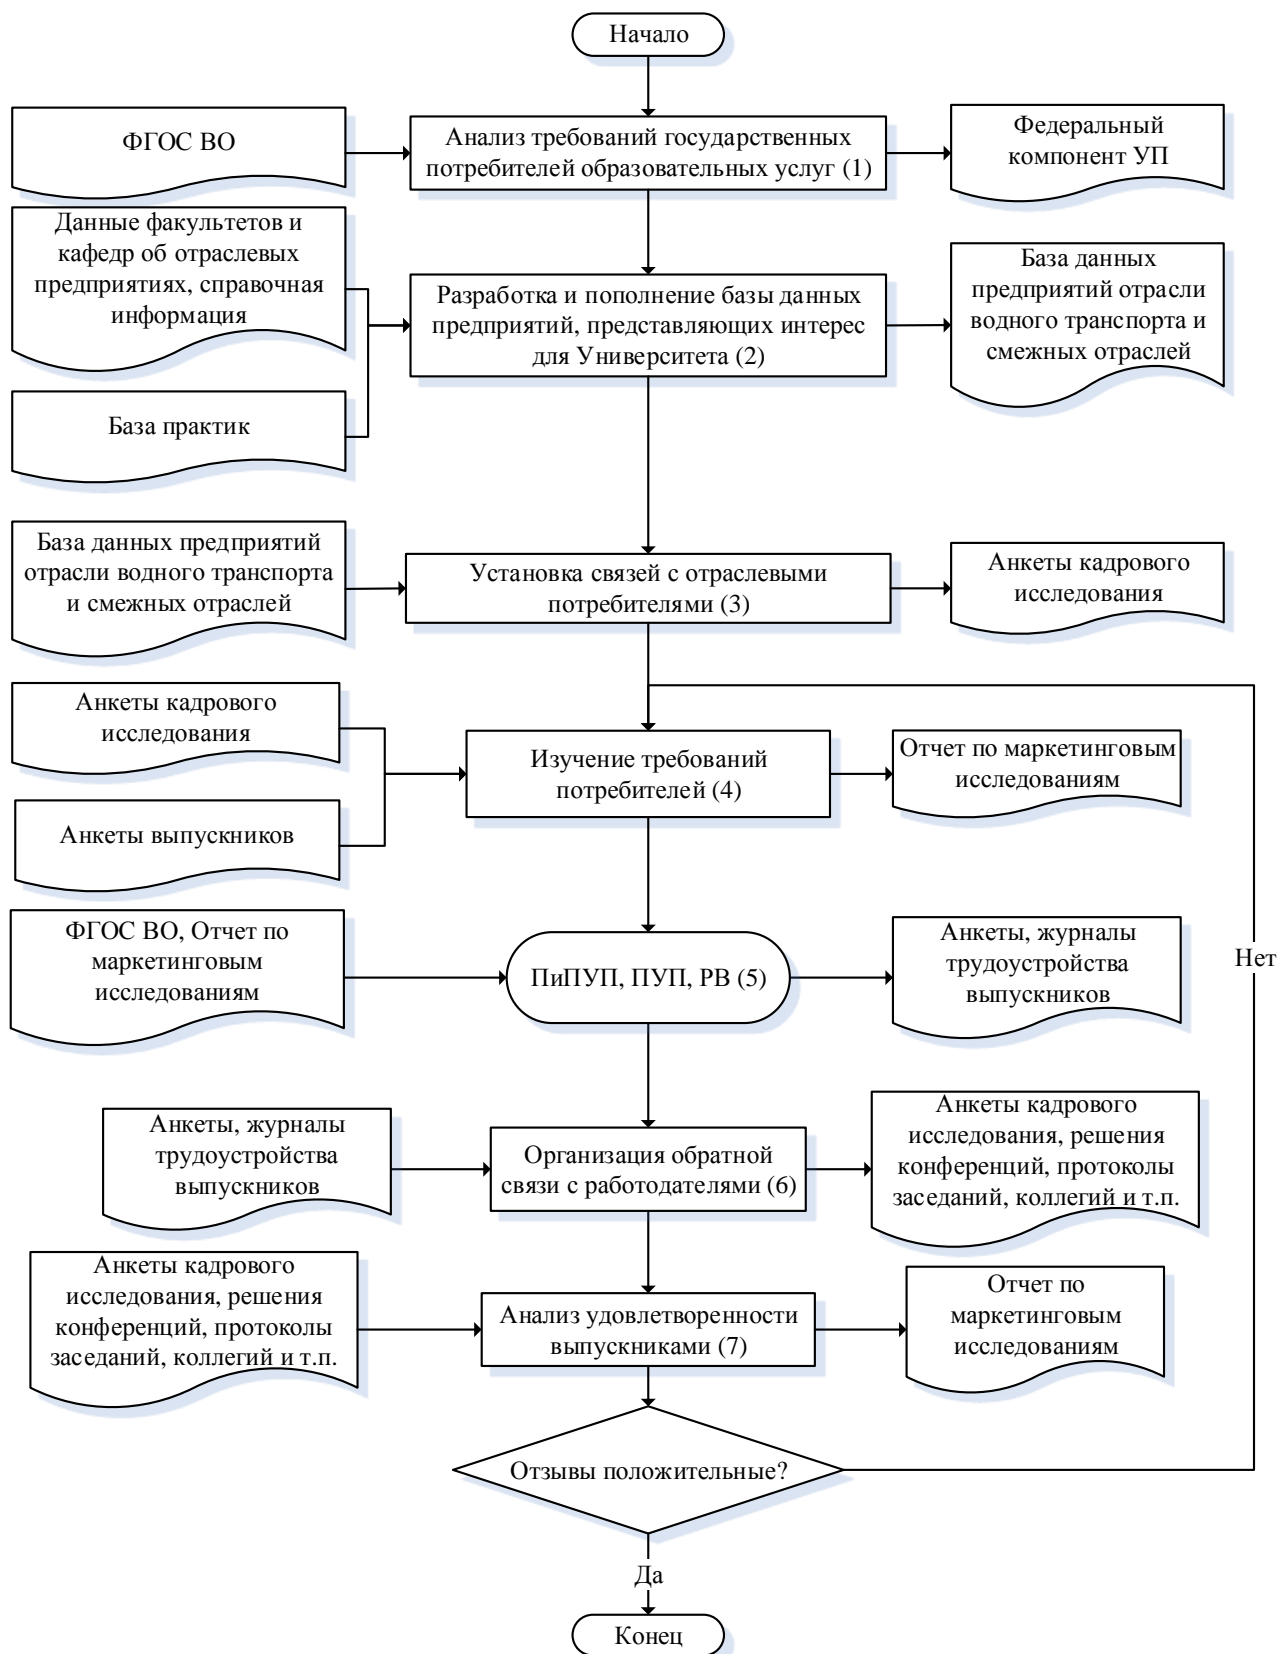 Начало
ФГОС ВО
Анализ требований государственных
потребителей образовательных услуг (1)
Федеральный
компонент УП
Данные факультетов и
кафедр об отраслевых
предприятиях, справочная
информация
Разработка и пополнение базы данных
предприятий, представляющих интерес
для Университета (2)
База данных
предприятий отрасли
водного транспорта и
смежных отраслей
База практик
База данных предприятий
отрасли водного транспорта
и смежных отраслей
Установка связей с отраслевыми
потребителями (3)
Анкеты кадрового
исследования
Анкеты кадрового
исследования
Изучение требований
потребителей (4)
Отчет по маркетинговым
исследованиям
Анкеты выпускников
ФГОС ВО, Отчет по
маркетинговым
исследованиям
ПиПУП, ПУП, РВ (5)
Анкеты, журналы
трудоустройства
выпускников
Нет
Анкеты, журналы
трудоустройства
выпускников
Организация обратной
связи с работодателями (6)
Анкеты кадрового
исследования, решения
конференций, протоколы
заседаний, коллегий и т.п.
Анкеты кадрового
исследования, решения
конференций, протоколы
заседаний, коллегий и т.п.
Анализ удовлетворенности
выпускниками (7)
Отчет по
маркетинговым
исследованиям
Отзывы положительные?
Да
Конец